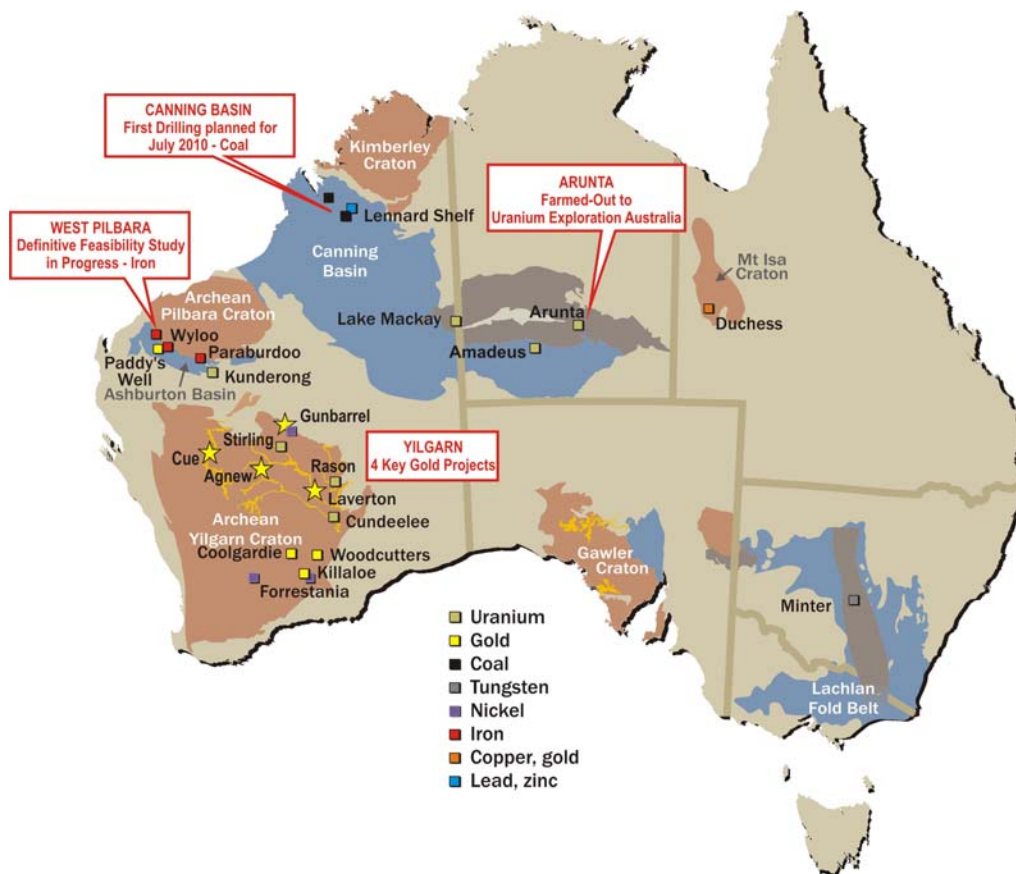 CANNING BASIN
First Drilling planned for
July 2010 - Coal
Kimberley
Craton
ARUNTA
Farmed-Out to
Uranium Exploration Australia
Lennard Shelf
WEST PILBARA
Definitive Feasibility Study
in Progress - Iron
Canning
Basin
Mt Isa
Craton
Archean
Pilbara Craton
Lake Mackay
Arunta
Duchess
Wyloo
Amadeus
Paraburdoo
Paddy's
Well
Kunderong
Ashburton Basin
Gunbarrel
Stirling
YILGARN
4 Key Gold Projects
Cue
Agnew
Rason
Laverton
Cundeelee
Archean
Yilgarn Craton
Coolgardie
Woodcutters
Killaloe
Forrestania
Gawler
Craton
Minter
Lachlan
Fold Belt
Uranium
Gold
Coal
Tungsten
Nickel
Iron
Copper, gold
Lead, zinc